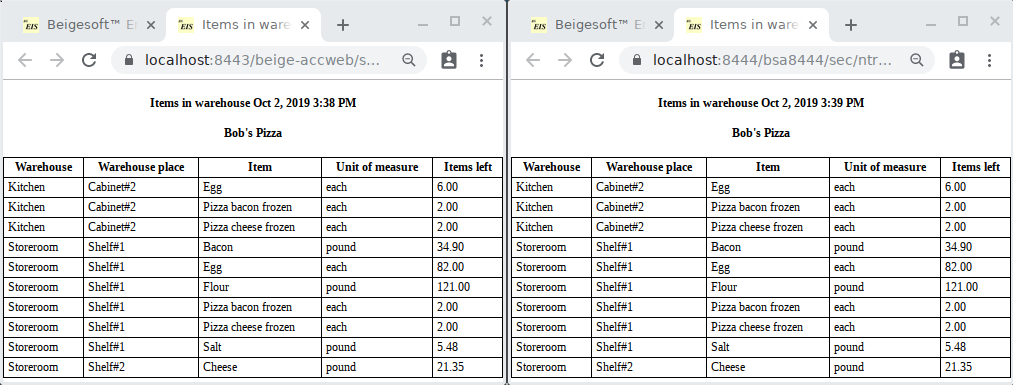 Beigesoft™ E
Items in ware
localhost:8443/beige-accweb/s...
Items in warehouse Oct 2, 2019 3:38 PM
Bob's Pizza
Warehouse Warehouse place Item Unit of measure Items left
Kitchen Cabinet#2 Egg each 6.00
Kitchen Cabinet#2 Pizza bacon frozen each 2.00
Kitchen Cabinet#2 Pizza cheese frozen each 2.00
Storeroom Shelf#1 Bacon pound 34.90
Storeroom Shelf#1 Egg each 82.00
Storeroom Shelf#1 Flour pound 121.00
Storeroom Shelf#1 Pizza bacon frozen each 2.00
Storeroom Shelf#1 Pizza cheese frozen each 2.00
Storeroom Shelf#1 Salt pound 5.48
Storeroom Shelf#2 Cheese pound 21.35
Beigesoft™ E
Items in ware
localhost:8444/bsa8444/sec/ntr...
Items in warehouse Oct 2, 2019 3:39 PM
Bob's Pizza
Warehouse Warehouse place Item Unit of measure Items left
Kitchen Cabinet#2 Egg each 6.00
Kitchen Cabinet#2 Pizza bacon frozen each 2.00
Kitchen Cabinet#2 Pizza cheese frozen each 2.00
Storeroom Shelf#1 Bacon pound 34.90
Storeroom Shelf#1 Egg each 82.00
Storeroom Shelf#1 Flour pound 121.00
Storeroom Shelf#1 Pizza bacon frozen each 2.00
Storeroom Shelf#1 Pizza cheese frozen each 2.00
Storeroom Shelf#1 Salt pound 5.48
Storeroom Shelf#2 Cheese pound 21.35